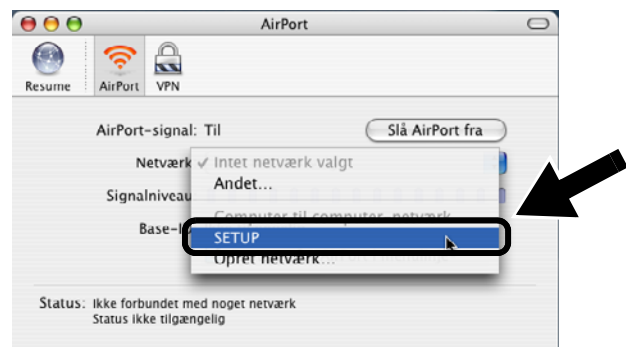 AirPort
Resume AirPort VPN
AirPort-signal: Til Slå AirPort fra
Netværk ✓ Intet netværk valgt
Andet...
Signalniveau
Computer til computer-netværk
Base-
SETUP
Opret netværk...
Status: Ikke forbundet med noget netværk
Status ikke tilgængelig